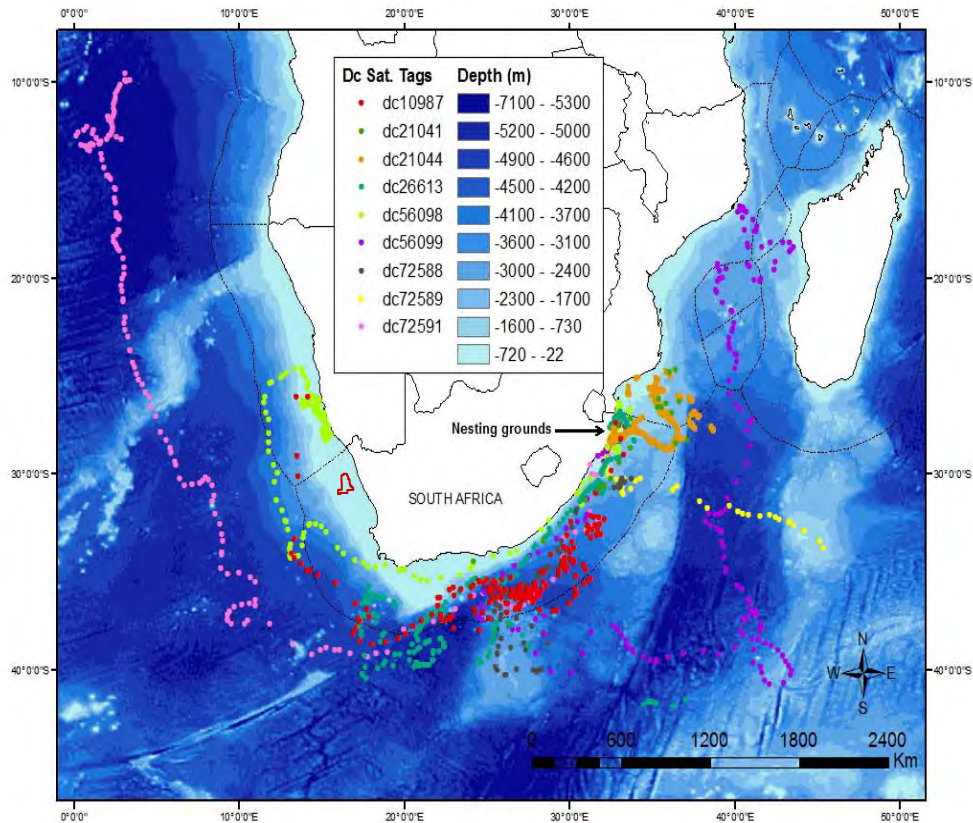 0°0'0" 10°0'0"E 20°0'0"E 30°0'0"E 40°0'0"E 50°0'0"E
Dc Sat. Tags Depth (m)
dc10987 -7100 - -5300
dc21041 -5200 - -5000
dc21044 -4900 - -4600
dc26613 -4500 - -4200
dc56098 -4100 - -3700
dc56099 -3600 - -3100
dc72588 -3000 - -2400
dc72589 -2300 - -1700
dc72591 -1600 - -730
-720 - -22
10°0'0"S 10°0'0"S
20°0'0"S 20°0'0"S
Nesting grounds
30°0'0"S 30°0'0"S
SOUTH AFRICA
N
W E
S
40°0'0"S 40°0'0"S
0 600 1200 1800 2400
Km
0°0'0" 10°0'0"E 20°0'0"E 30°0'0"E 40°0'0"E 50°0'0"E